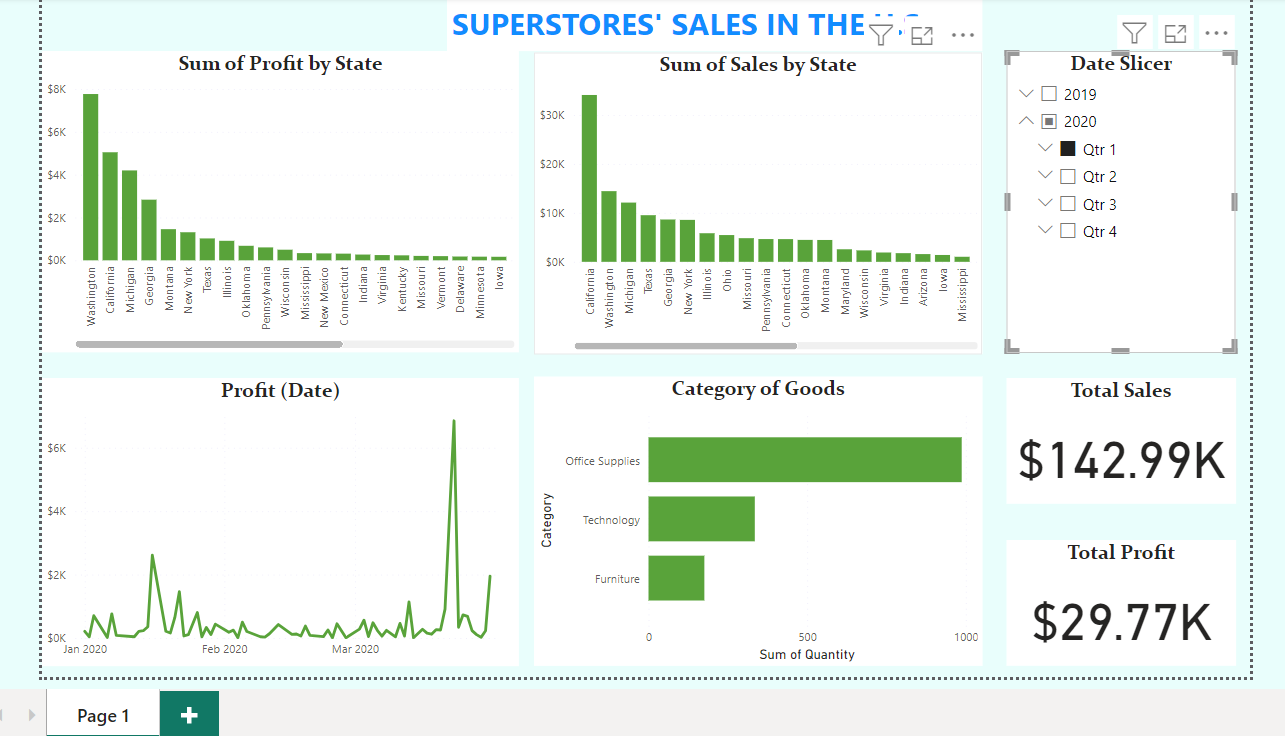 SUPERSTORES' SALES IN THE
Sum of Profit by State
$8K
$6K
$4K
$2K
$0K
Washington
California
Michigan
Georgia
Montana
New York
Texas
Illinois
Oklahoma
Pennsylvania
Wisconsin
Mississippi
New Mexico
Connecticut
Indiana
Virginia
Kentucky
Missouri
Vermont
Delaware
Minnesota
Iowa
Sum of Sales by State
$30K
$20K
$10K
$0K
California
Washington
Michigan
Texas
Georgia
New York
Illinois
Ohio
Missouri
Pennsylvania
Connecticut
Oklahoma
Montana
Maryland
Wisconsin
Virginia
Indiana
Arizona
Iowa
Mississippi
Date Slicer
2019
2020
Qtr 1
Qtr 2
Qtr 3
Qtr 4
Profit (Date)
$6K
$4K
$2K
$0K
Jan 2020
Feb 2020
Mar 2020
Category of Goods
Category
Office Supplies
Technology
Furniture
0
500
1000
Sum of Quantity
Total Sales
$142.99K
Total Profit
$29.77K
Page 1